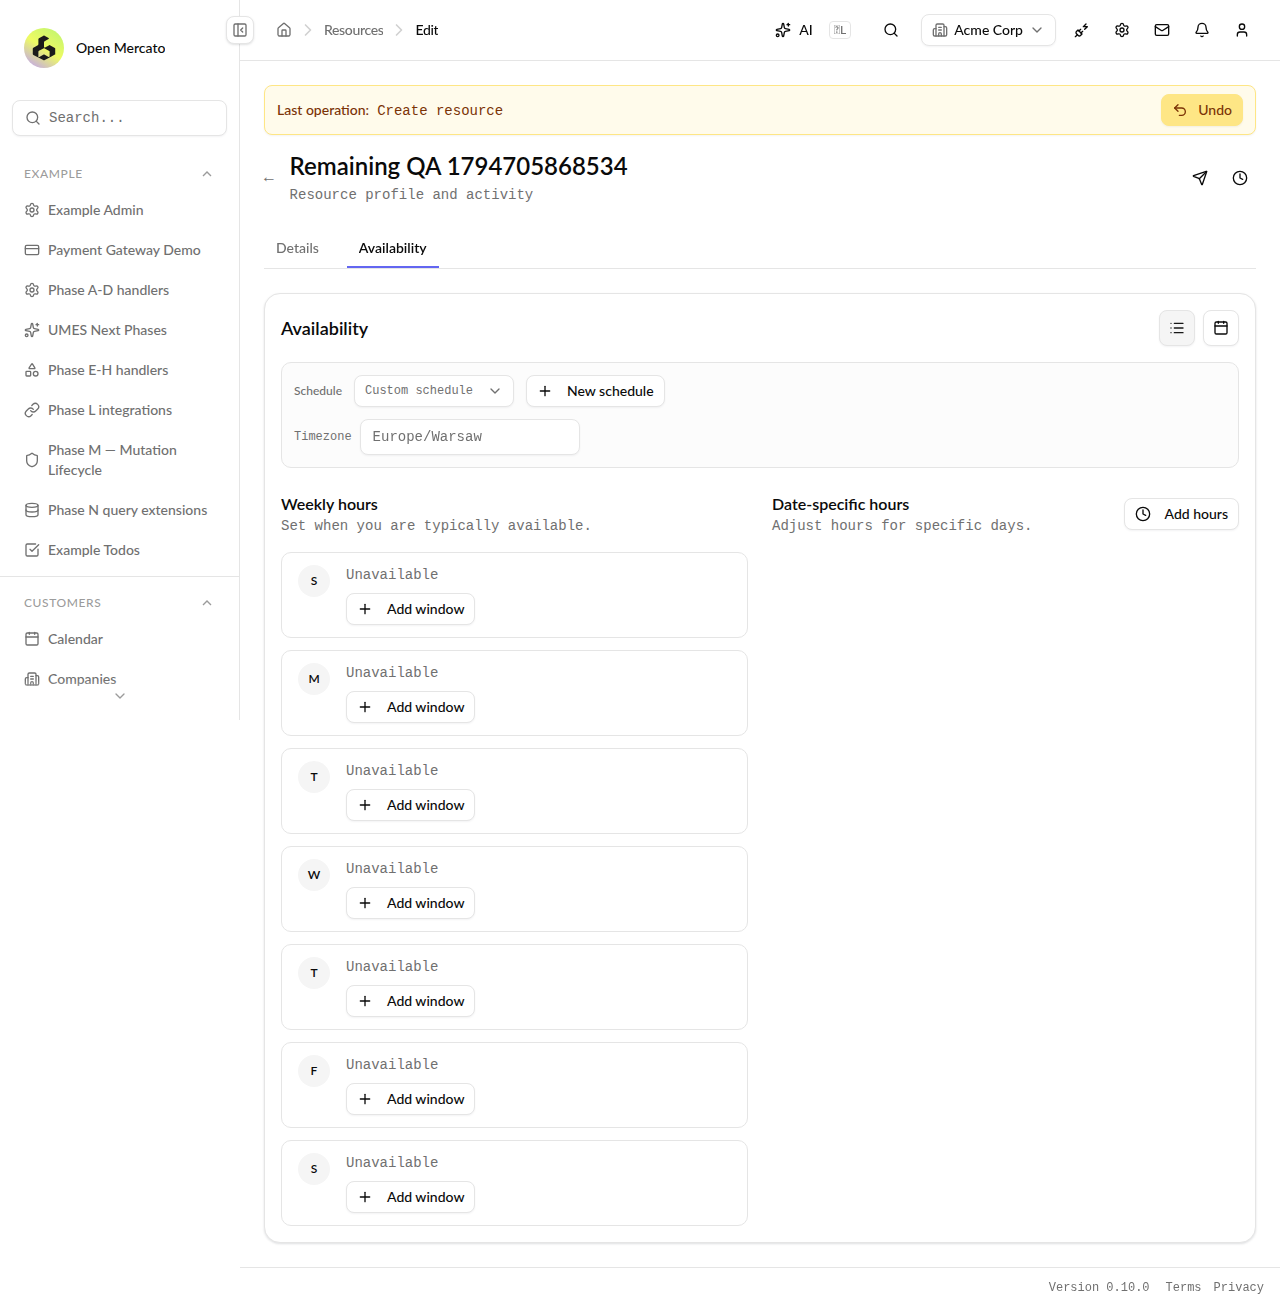 Open Mercato
Search...
EXAMPLE
Example Admin
Payment Gateway Demo
Phase A-D handlers
UMES Next Phases
Phase E-H handlers
Phase L integrations
Phase M — Mutation
Lifecycle
Phase N query extensions
Example Todos
CUSTOMERS
Calendar
Companies
Resources
Edit
AI
L
Acme Corp
Last operation: Create resource
Undo
← Remaining QA 1794705868534
Resource profile and activity
Details
Availability
Availability
Schedule
Custom schedule
New schedule
Timezone
Europe/Warsaw
Weekly hours
Set when you are typically available.
Date-specific hours
Adjust hours for specific days.
Add hours
S
Unavailable
Add window
M
Unavailable
Add window
T
Unavailable
Add window
W
Unavailable
Add window
T
Unavailable
Add window
F
Unavailable
Add window
S
Unavailable
Add window
Version 0.10.0
Terms
Privacy